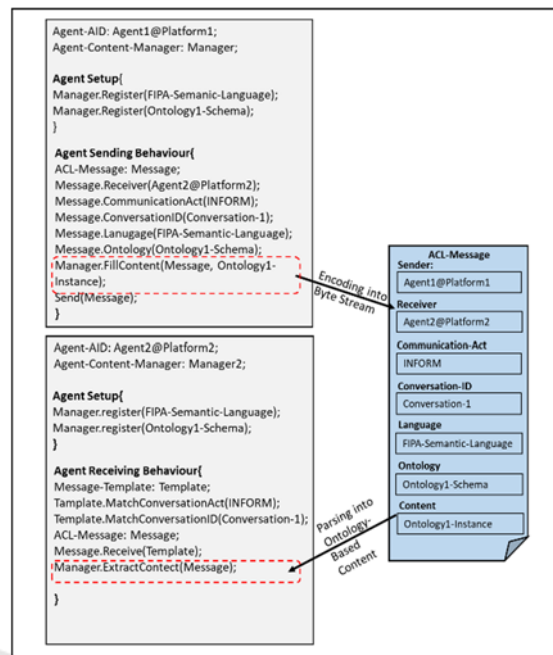 Agent-AID: Agent1@Platform1;
Agent-Content-Manager: Manager;
Agent Setup{
Manager.Register(FIPA-Semanic-Language);
Manager.Register(Ontology1-Schema);
}
Agent Sending Behaviour{
ACL-Message: Message;
Message.Receiver(Agent2@Platform2);
Message.CommunicationAct(INFORM);
Message.ConversationID(Conversation-1);
Message.Lanugage(FIPA-Semanic-Language);
Message.Ontology(Ontology1-Schema);
Manager.FillContent(Message, Ontology1-
Instance);
Send(Message);
}
Encoding into
Byte Stream
Agent-AID: Agent2@Platform2;
Agent-Content-Manager: Manager2;
Agent Setup{
Manager.register(FIPA-Semantic-Language);
Manager.register(Ontology1-Schema);
}
Agent Receiving Behaviour{
Message-Template: Template;
Tamplate.MatchConversationAct(INFORM);
Template.MatchConversationID(Conversation-1);
ACL-Message: Message;
Message.Receive(Template);
Manager.ExtractContect(Message);
}
Parsing into
Ontology-
Based
Content
ACL-Message
Sender:
Agent1@Platform1
Receiver
Agent2@Platform2
Communication-Act
INFORM
Conversation-ID
Conversation-1
Language
FIPA-Semantic-Language
Ontology
Ontology1-Schema
Content
Ontology1-Instance